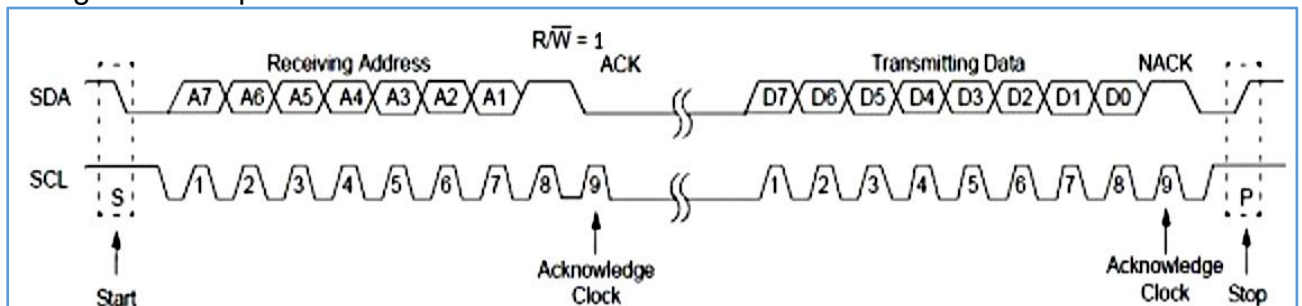 R/W̅ = 1
Receiving Address ACK Transmitting Data NACK
SDA A7 A6 A5 A4 A3 A2 A1 D7 D6 D5 D4 D3 D2 D1 D0
SCL S 1 2 3 4 5 6 7 8 9 1 2 3 4 5 6 7 8 9 P
Acknowledge Acknowledge
Start Clock Clock Stop